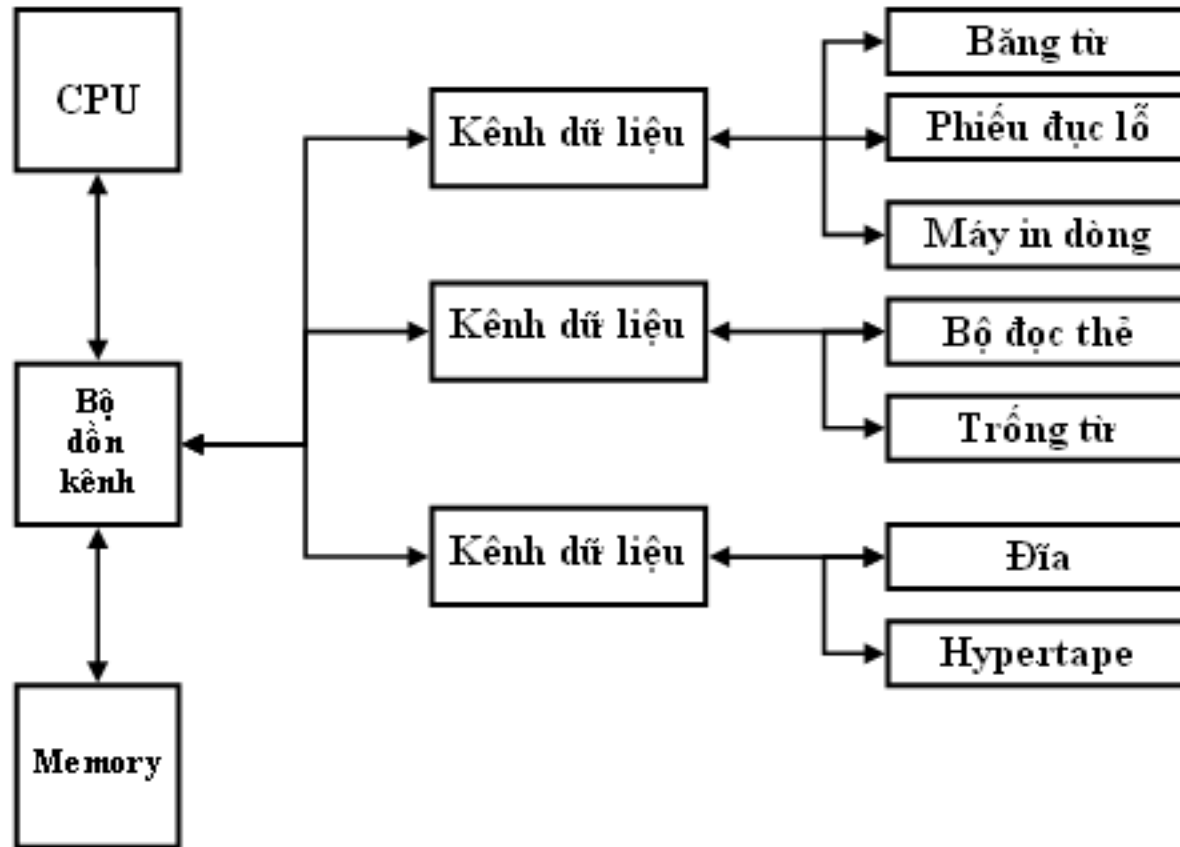 CPU
Bộ
dồn
kênh
Memory
Kênh dữ liệu
Kênh dữ liệu
Kênh dữ liệu
Băng từ
Phiếu đục lỗ
Máy in dòng
Bộ đọc thẻ
Trống từ
Đĩa
Hypertape